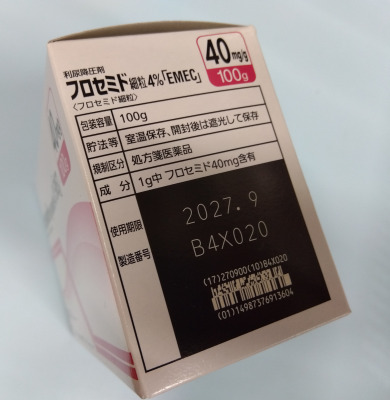 利尿降圧剤
フロセミド細粒4%「EMEC」
〈フロセミド細粒〉
40mg/g
100g
包装容量 100g
貯法等 室温保存、開封後は遮光して保存
規制区分 処方箋医薬品
成分 1g中 フロセミド40mg含有
使用期限 2027.9
製造番号 B4X020
(17)270900(10)B4X020
(01)14987376913604